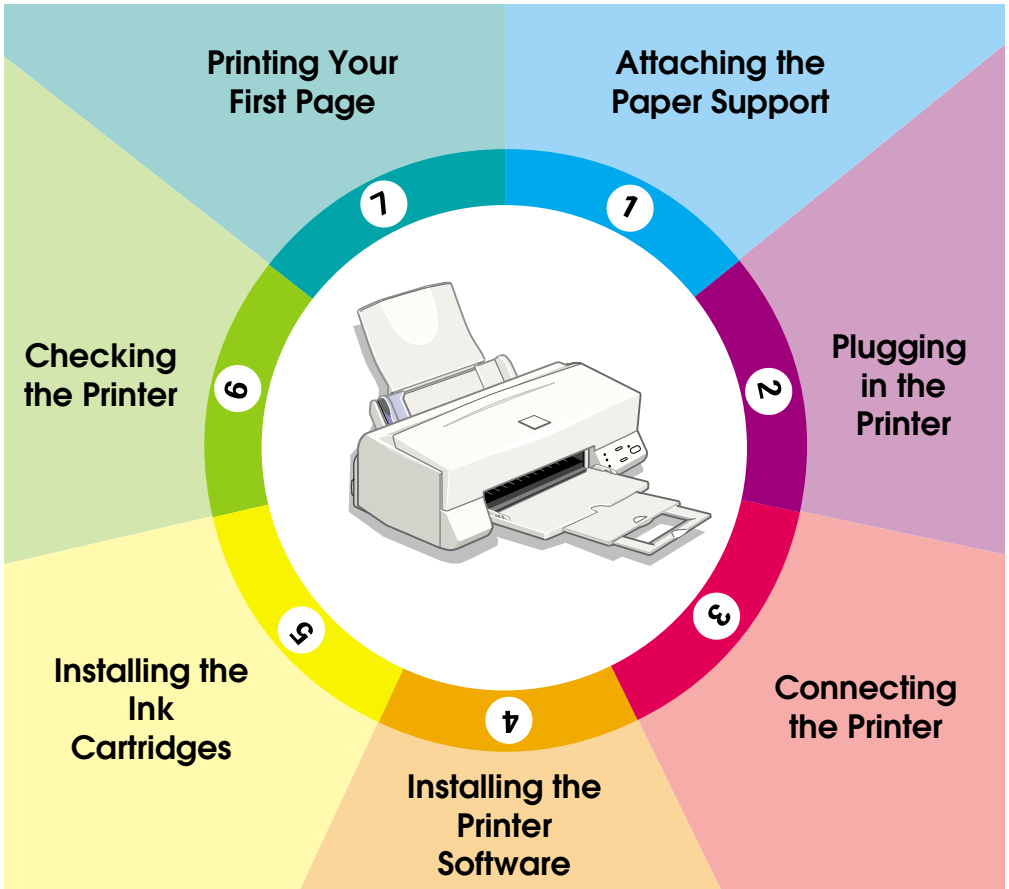 Attaching the
Paper Support
1
Plugging
in the
Printer
2
Connecting
the Printer
3
Installing the
Printer
Software
4
Installing the
Ink
Cartridges
5
Checking
the Printer
6
Printing Your
First Page
7